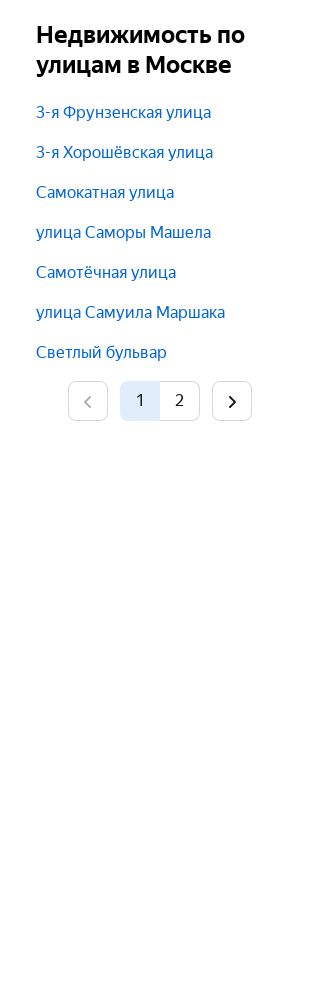 Недвижимость по
улицам в Москве
3-я Фрунзенская улица
3-я Хорошёвская улица
Самокатная улица
улица Саморы Машела
Самотёчная улица
улица Самуила Маршака
Светлый бульвар
1 2